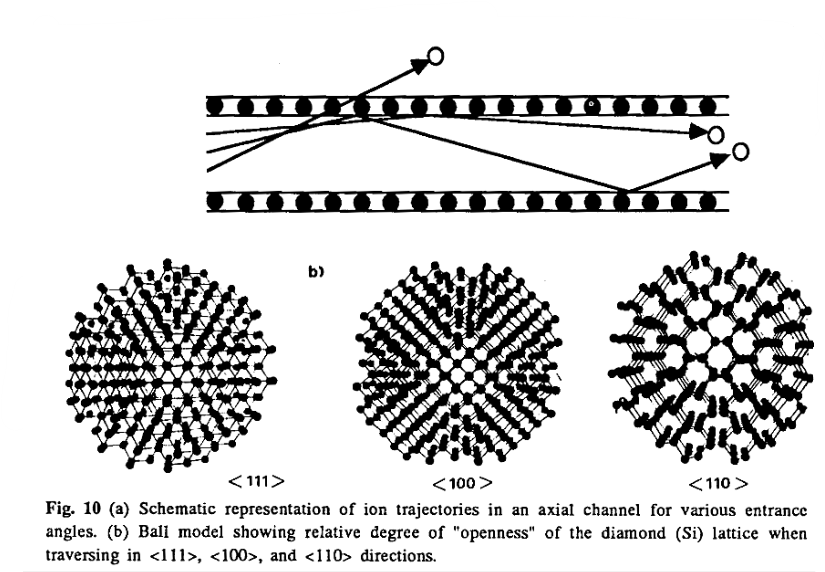 b)
<111>
<100>
<110>
Fig. 10 (a) Schematic representation of ion trajectories in an axial channel for various entrance
angles. (b) Ball model showing relative degree of "openness" of the diamond (Si) lattice when
traversing in <111>, <100>, and <110> directions.